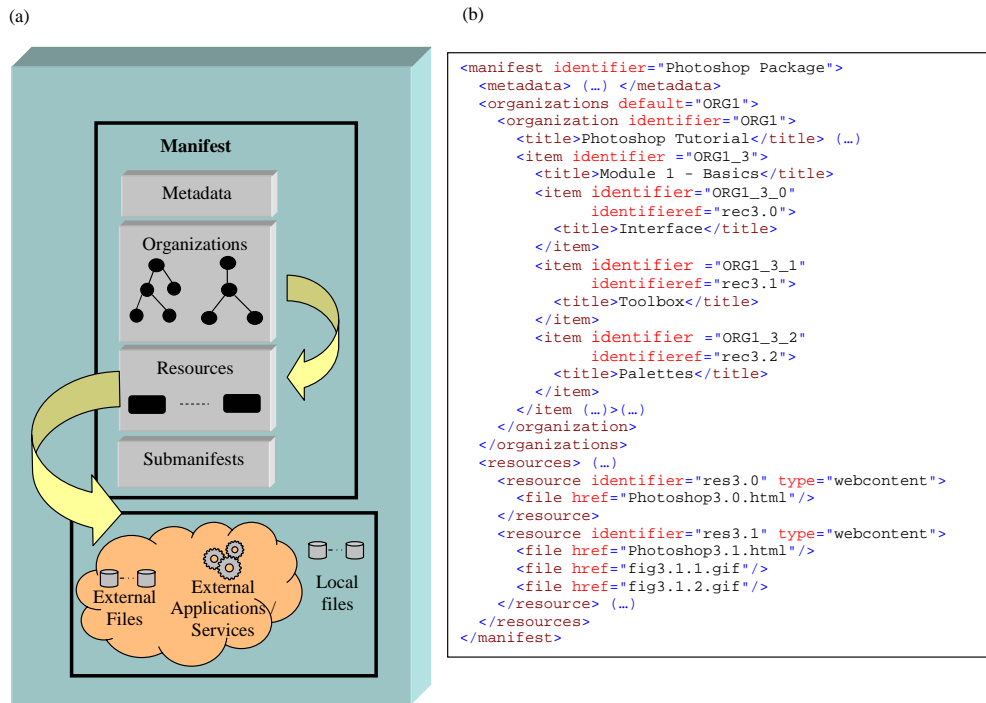 (a)
Manifest
Metadata
Organizations
Resources
Submanifests
External
Files
External
Applications/
Services
Local
files
(b)
<manifest identifier="Photoshop Package">
<metadata> (…) </metadata>
<organizations default="ORG1">
<organization identifier="ORG1">
<title>Photoshop Tutorial</title> (…)
<item identifier ="ORG1_3">
<title>Module 1 - Basics</title>
<item identifier="ORG1_3_0"
identifieref="rec3.0">
<title>Interface</title>
</item>
<item identifier ="ORG1_3_1"
identifieref="rec3.1">
<title>Toolbox</title>
</item>
<item identifier ="ORG1_3_2"
identifieref="rec3.2">
<title>Palettes</title>
</item>
</item (…)>(…)
</organization>
</organizations>
<resources> (…)
<resource identifier="res3.0" type="webcontent">
<file href="Photoshop3.0.html"/>
</resource>
<resource identifier="res3.1" type="webcontent">
<file href="Photoshop3.1.html"/>
<file href="fig3.1.1.gif"/>
<file href="fig3.1.2.gif"/>
</resource> (…)
</resources>
</manifest>